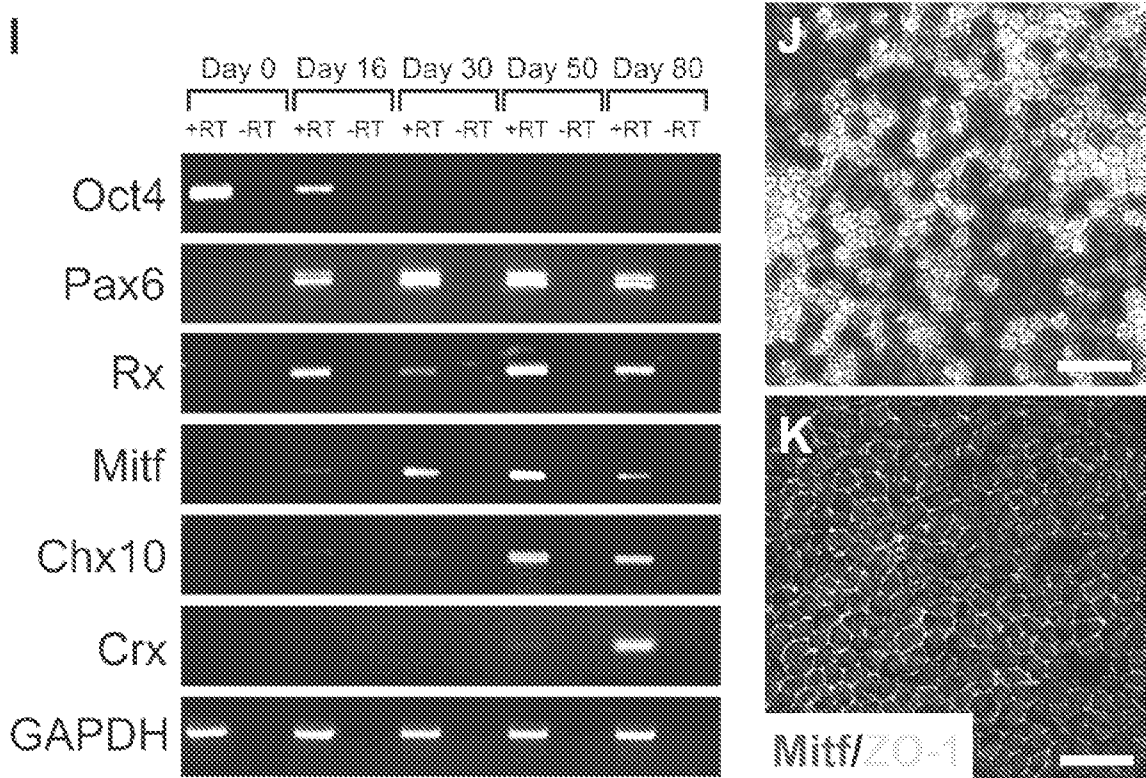 I
Day 0 Day 16 Day 30 Day 50 Day 80
+RT -RT +RT -RT +RT -RT +RT -RT +RT -RT
Oct4
Pax6
Rx
Mitf
Chx10
Crx
GAPDH
J
K
Mitf/ZO-1